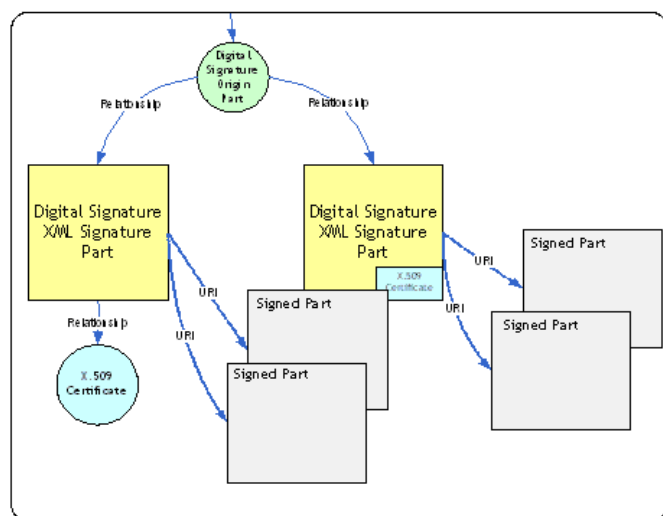 Digital
Signature
Origin
Part
Relationship
Relationship
Digital Signature
XML Signature
Part
Digital Signature
XML Signature
Part
X.509
Certificate
Signed Part
URI
URI
Signed Part
Signed Part
URI
URI
Signed Part
Relationship
X.509
Certificate